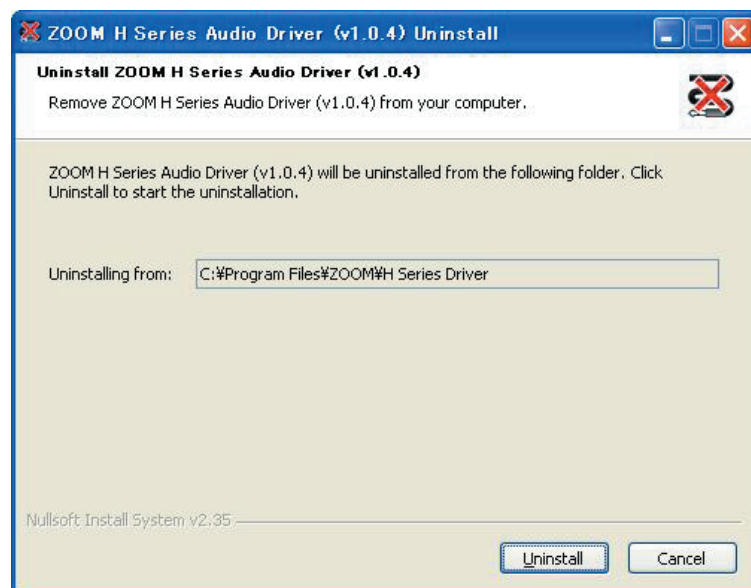 ZOOM H Series Audio Driver (v1.0.4) Uninstall
Uninstall ZOOM H Series Audio Driver (v1.0.4)
Remove ZOOM H Series Audio Driver (v1.0.4) from your computer.
ZOOM H Series Audio Driver (v1.0.4) will be uninstalled from the following folder. Click
Uninstall to start the uninstallation.
Uninstalling from: C:¥Program Files¥ZOOM¥H Series Driver
Nullsoft Install System v2.35
Uninstall Cancel